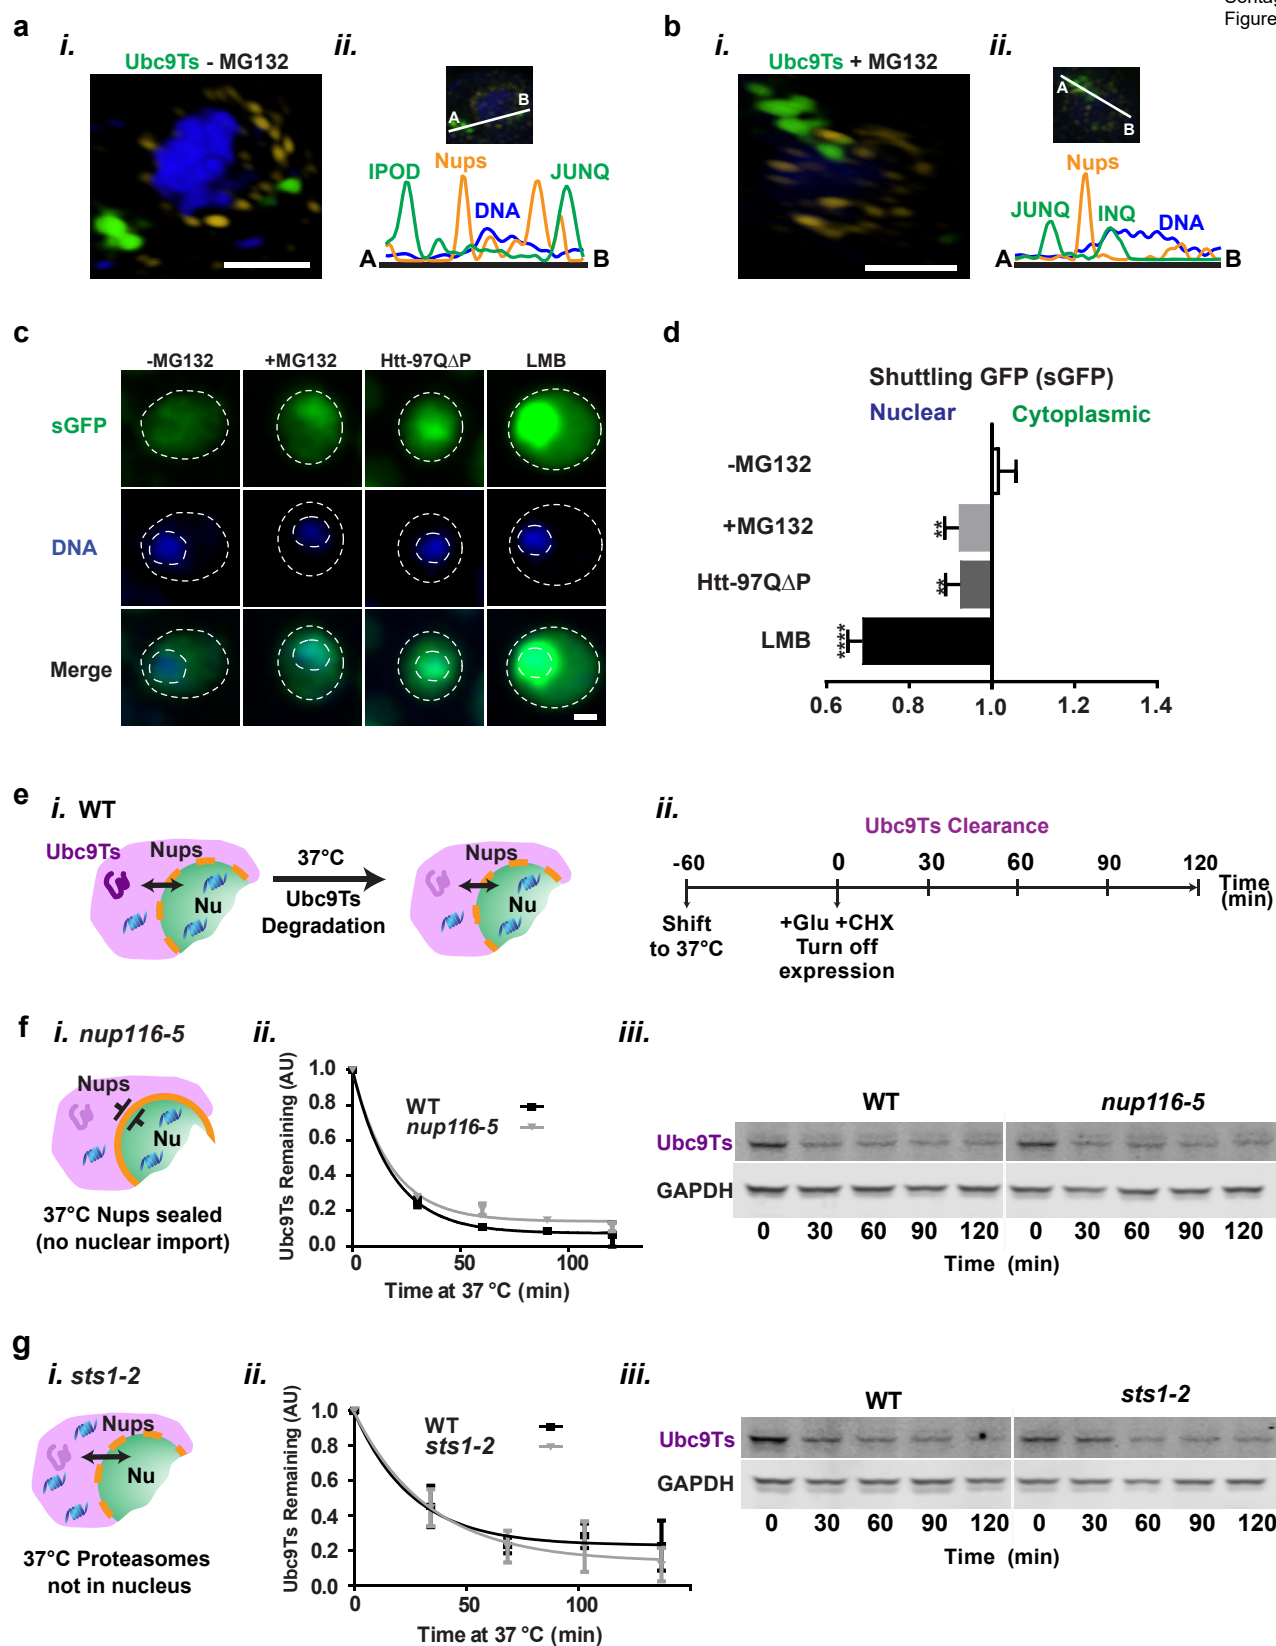 Figure
a
i.
Ubc9Ts - MG132
ii.
A
B
IPOD
Nups
JUNQ
DNA
A
B
b
i.
Ubc9Ts + MG132
ii.
A
B
Nups
JUNQ
INQ
DNA
A
B
c
-MG132
+MG132
Htt-97Q∆P
LMB
sGFP
DNA
Merge
d
Shuttling GFP (sGFP)
Nuclear
Cytoplasmic
-MG132
+MG132
**
Htt-97Q∆P
**
LMB
****
0.6
0.8
1.0
1.2
1.4
e
i. WT
Ubc9Ts
Nups
Nu
37°C
Ubc9Ts
Degradation
Nups
Nu
ii.
Ubc9Ts Clearance
-60
0
30
60
90
120
Time
(min)
Shift
to 37°C
+Glu +CHX
Turn off
expression
f
i. nup116-5
Nups
Nu
37°C Nups sealed
(no nuclear import)
ii.
Ubc9Ts Remaining (AU)
1.0
0.8
0.6
0.4
0.2
0.0
WT
nup116-5
0
50
100
Time at 37 °C (min)
iii.
WT
nup116-5
Ubc9Ts
GAPDH
0 30 60 90 120 0 30 60 90 120
Time (min)
g
i. sts1-2
Nups
Nu
37°C Proteasomes
not in nucleus
ii.
Ubc9Ts Remaining (AU)
1.0
0.8
0.6
0.4
0.2
0.0
WT
sts1-2
0
50
100
Time at 37 °C (min)
iii.
WT
sts1-2
Ubc9Ts
GAPDH
0 30 60 90 120 0 30 60 90 120
Time (min)